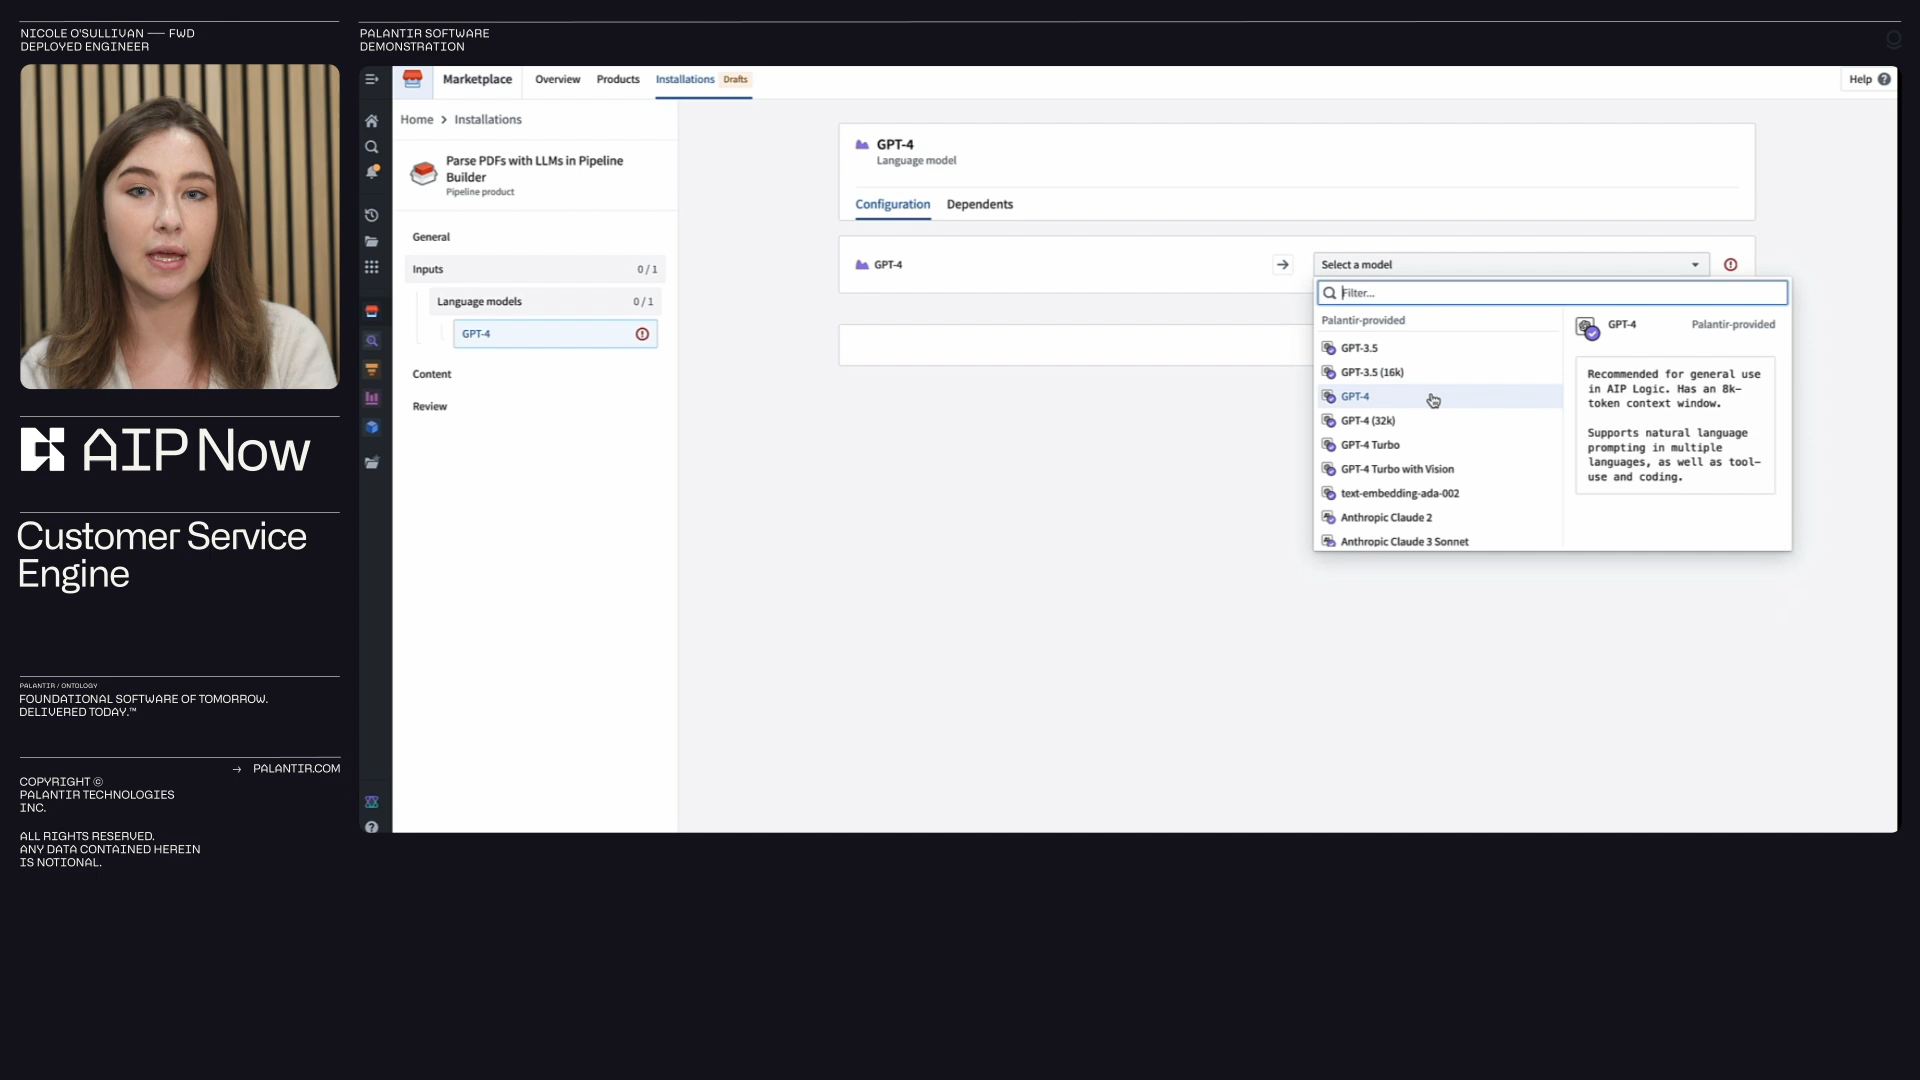 NICOLE O'SULLIVAN — FWD
DEPLOYED ENGINEER
PALANTIR SOFTWARE
DEMONSTRATION
Marketplace
Overview
Products
Installations
Drafts
Help
Home > Installations
Parse PDFs with LLMs in Pipeline
Builder
Pipeline product
General
Inputs 0 / 1
Language models 0 / 1
GPT-4
Content
Review
GPT-4
Language model
Configuration
Dependents
GPT-4
Select a model
Filter...
Palantir-provided
GPT-3.5
GPT-3.5 (16k)
GPT-4
GPT-4 (32k)
GPT-4 Turbo
GPT-4 Turbo with Vision
text-embedding-ada-002
Anthropic Claude 2
Anthropic Claude 3 Sonnet
GPT-4
Palantir-provided
Recommended for general use
in AIP Logic. Has an 8k-
token context window.
Supports natural language
prompting in multiple
languages, as well as tool-
use and coding.
AIP Now
Customer Service
Engine
PALANTIR / ONTOLOGY
FOUNDATIONAL SOFTWARE OF TOMORROW.
DELIVERED TODAY.™
→ PALANTIR.COM
COPYRIGHT ©
PALANTIR TECHNOLOGIES
INC.
ALL RIGHTS RESERVED.
ANY DATA CONTAINED HEREIN
IS NOTIONAL.